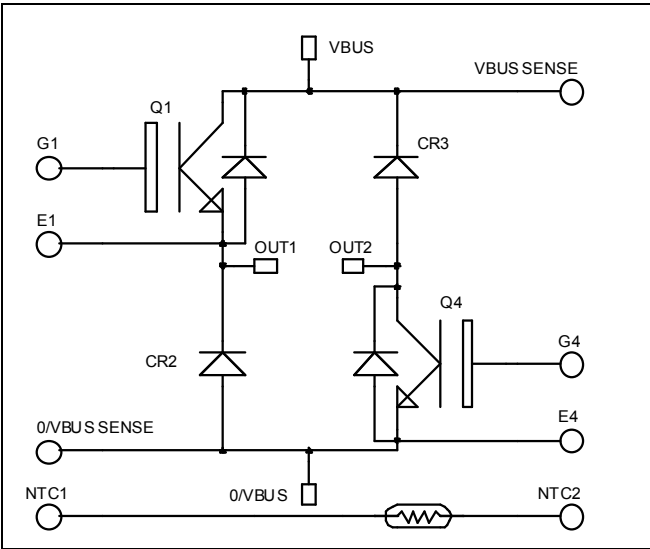 VBUS
VBUS SENSE
Q1
G1
CR3
E1
OUT1
OUT2
Q4
CR2
G4
E4
0/VBUS SENSE
NTC1
0/VBUS
NTC2